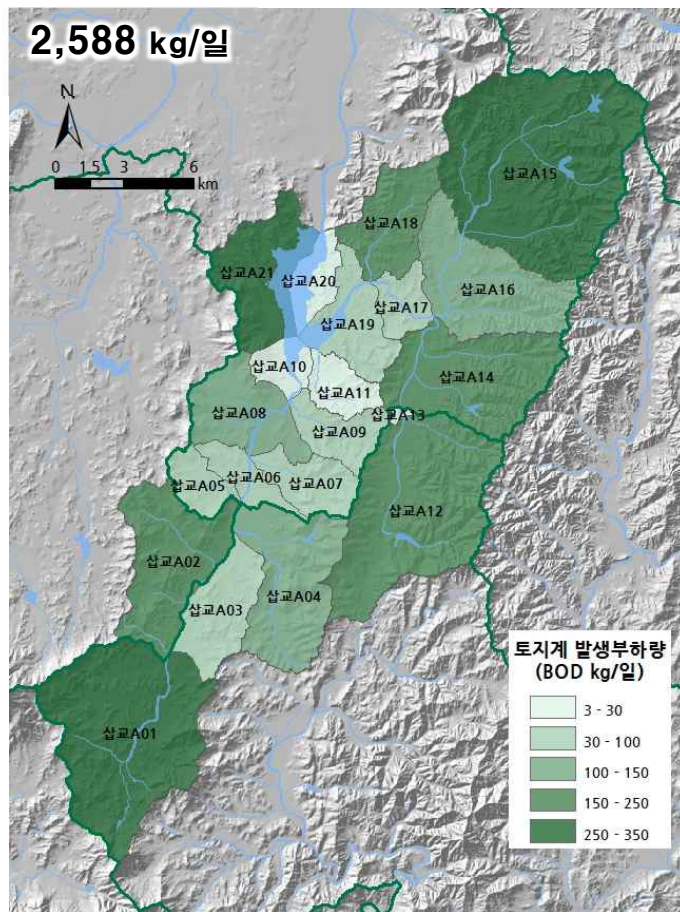 2,588 kg/일
N
0 1.5 3 6
km
삽교A15
삽교A18
삽교A21
삽교A20
삽교A16
삽교A17
삽교A19
삽교A10
삽교A14
삽교A11
삽교A08
삽교A13
삽교A09
삽교A05
삽교A06
삽교A07
삽교A12
삽교A02
삽교A04
삽교A03
삽교A01
토지계 발생부하량
(BOD kg/일)
3 - 30
30 - 100
100 - 150
150 - 250
250 - 350